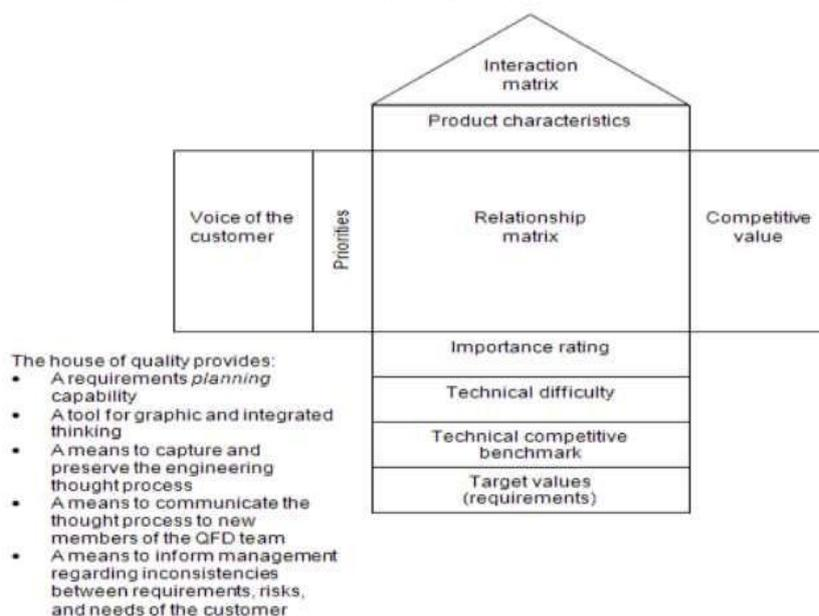 Interaction
matrix
Product characteristics
Voice of the
customer
Priorities
Relationship
matrix
Competitive
value
Importance rating
Technical difficulty
Technical competitive
benchmark
Target values
(requirements)
The house of quality provides:
• A requirements planning
capability
• A tool for graphic and integrated
thinking
• A means to capture and
preserve the engineering
thought process
• A means to communicate the
thought process to new
members of the QFD team
• A means to inform management
regarding inconsistencies
between requirements, risks,
and needs of the customer